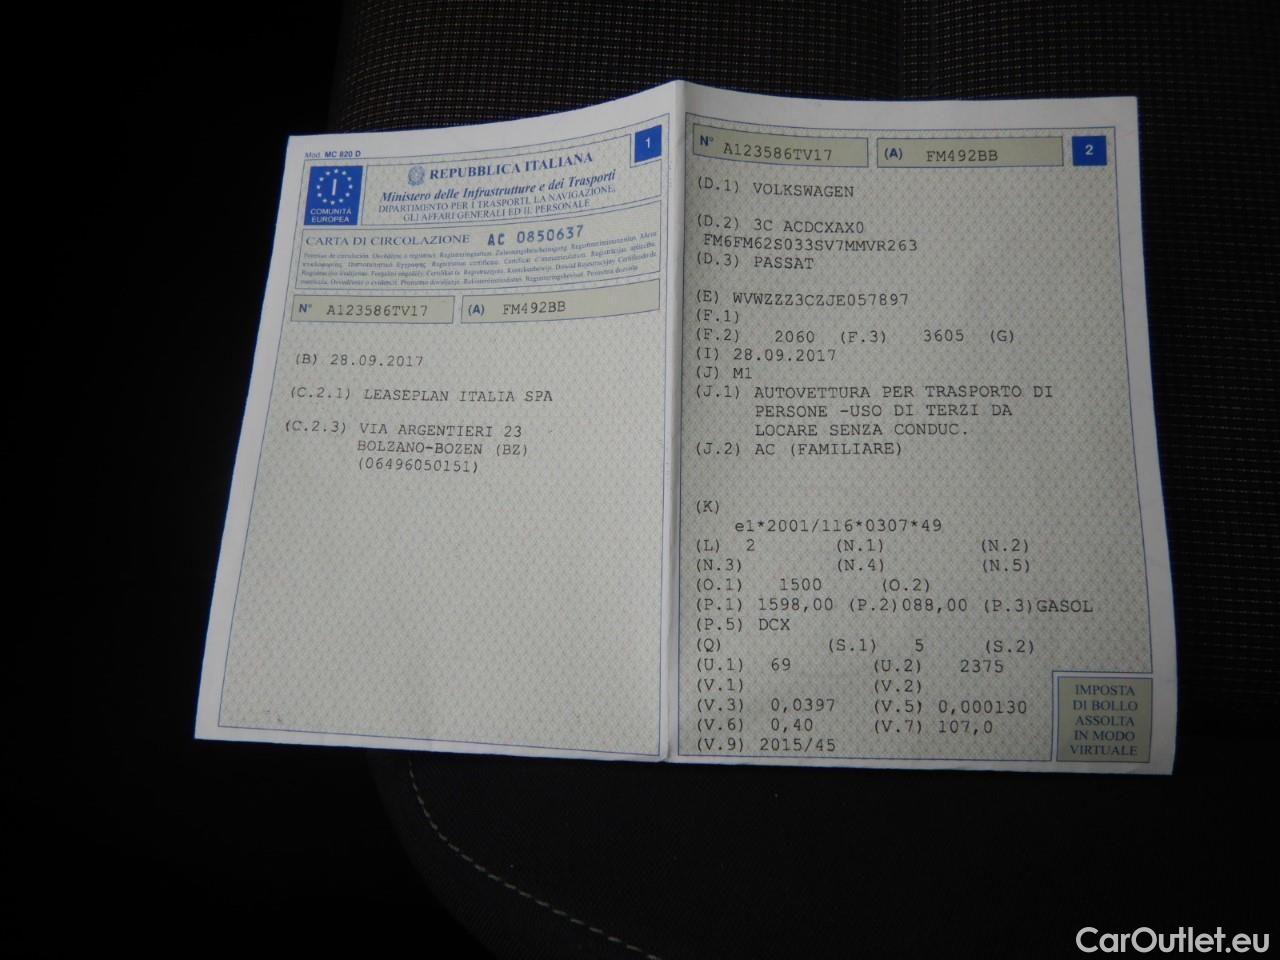 Mod. MC 820 D
1
I
COMUNITÀ
EUROPEA
REPUBBLICA ITALIANA
Ministero delle Infrastrutture e dei Trasporti
DIPARTIMENTO PER I TRASPORTI, LA NAVIGAZIONE,
GLI AFFARI GENERALI ED IL PERSONALE
CARTA DI CIRCOLAZIONE AC 0850637
N° A123586TV17 (A) FM492BB
(B) 28.09.2017
(C.2.1) LEASEPLAN ITALIA SPA
(C.2.3) VIA ARGENTIERI 23
BOLZANO-BOZEN (BZ)
(06496050151)
N° A123586TV17 (A) FM492BB 2
(D.1) VOLKSWAGEN
(D.2) 3C ACDCXAX0
FM6FM62S033SV7MMVR263
(D.3) PASSAT
(E) WVWZZZ3CZJE057897
(F.1)
(F.2) 2060 (F.3) 3605 (G)
(I) 28.09.2017
(J) M1
(J.1) AUTOVETTURA PER TRASPORTO DI
PERSONE -USO DI TERZI DA
LOCARE SENZA CONDUC.
(J.2) AC (FAMILIARE)
(K)
e1*2001/116*0307*49
(L) 2 (N.1) (N.2)
(N.3) (N.4) (N.5)
(O.1) 1500 (O.2)
(P.1) 1598,00 (P.2)088,00 (P.3)GASOL
(P.5) DCX
(Q) (S.1) 5 (S.2)
(U.1) 69 (U.2) 2375
(V.1) (V.2)
(V.3) 0,0397 (V.5) 0,000130
(V.6) 0,40 (V.7) 107,0
(V.9) 2015/45
IMPOSTA
DI BOLLO
ASSOLTA
IN MODO
VIRTUALE
CarOutlet.eu